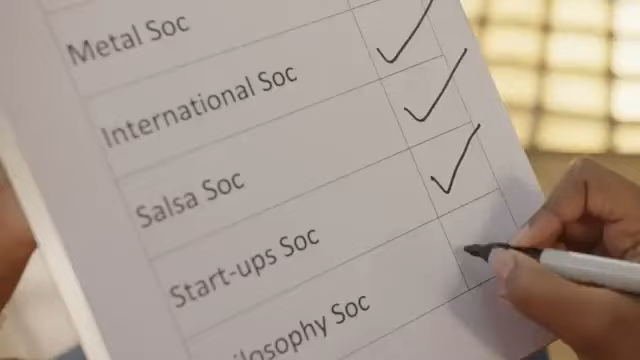 Metal Soc
International Soc
Salsa Soc
Start-ups Soc